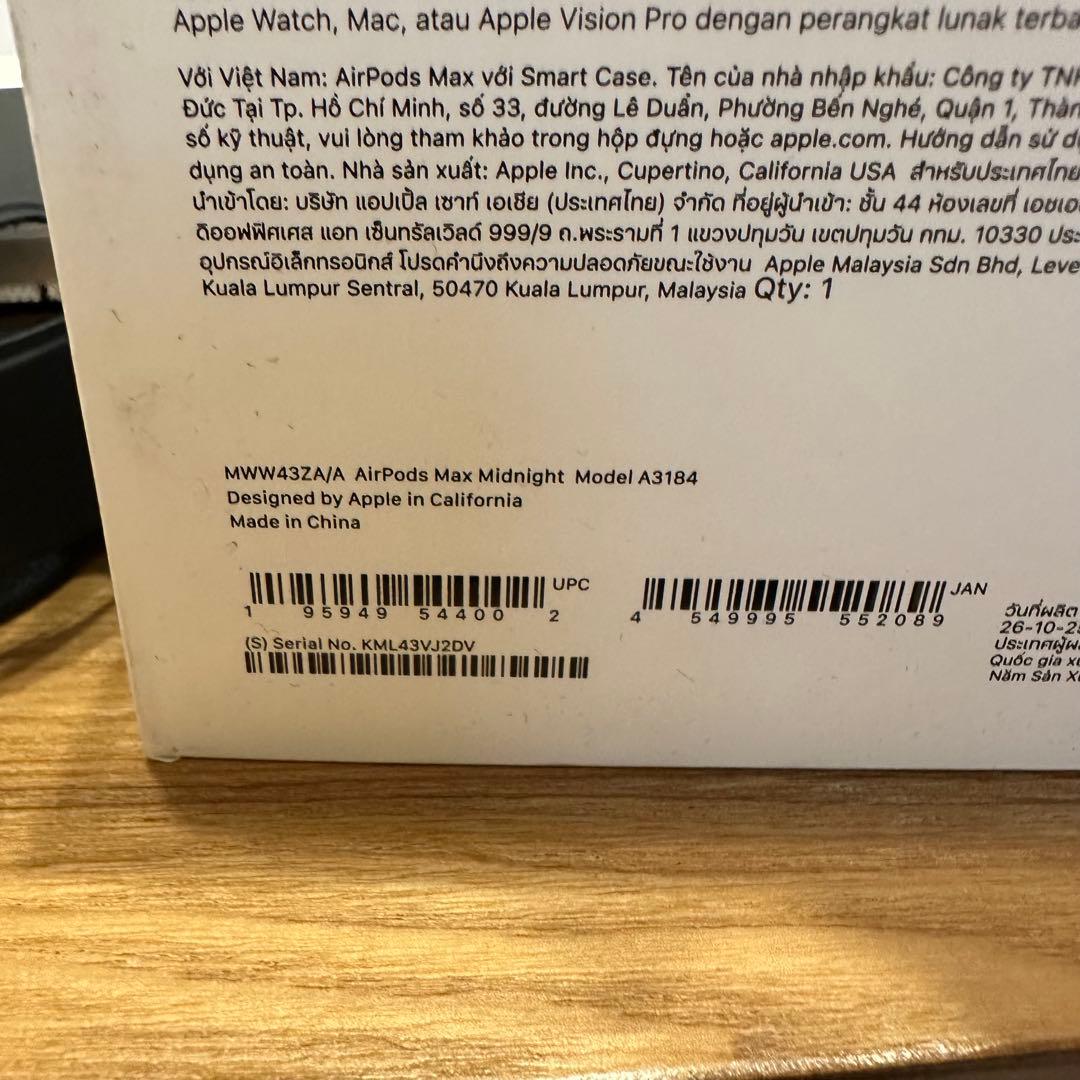 Apple Watch, Mac, atau Apple Vision Pro dengan perangkat lunak
Với Việt Nam: AirPods Max với Smart Case. Tên của nhà nhập khẩu: Công ty
Đức Tại Tp. Hồ Chí Minh, số 33, đường Lê Duẩn, Phường Bến Nghé, Quận 1,
số kỹ thuật, vui lòng tham khảo trong hộp đựng hoặc apple.com. Hướng dẫn sử
dụng an toàn. Nhà sản xuất: Apple Inc., Cupertino, California USA สำหรับประเทศไทย
นำเข้าโดย: บริษัท แอปเปิ้ล เซาท์ เอเชีย (ประเทศไทย) จำกัด ที่อยู่ผู้นำเข้า: ชั้น 44 ห้องเลขที่
ดิออฟฟิศเศส แอท เซ็นทรัลเวิลด์ 999/9 ถ.พระรามที่ 1 แขวงปทุมวัน เขตปทุมวัน กทม. 10330
อุปกรณ์อิเล็กทรอนิกส์ โปรดคำนึงถึงความปลอดภัยขณะใช้งาน Apple Malaysia Sdn Bhd,
Kuala Lumpur Sentral, 50470 Kuala Lumpur, Malaysia Qty: 1
MWW43ZA/A AirPods Max Midnight Model A3184
Designed by Apple in California
Made in China
UPC
1 95949 54400 2
JAN
4 549995 552089
(S) Serial No. KML43VJ2DV
วันที่ผลิต
26-10-
Quốc gia
Năm Sản